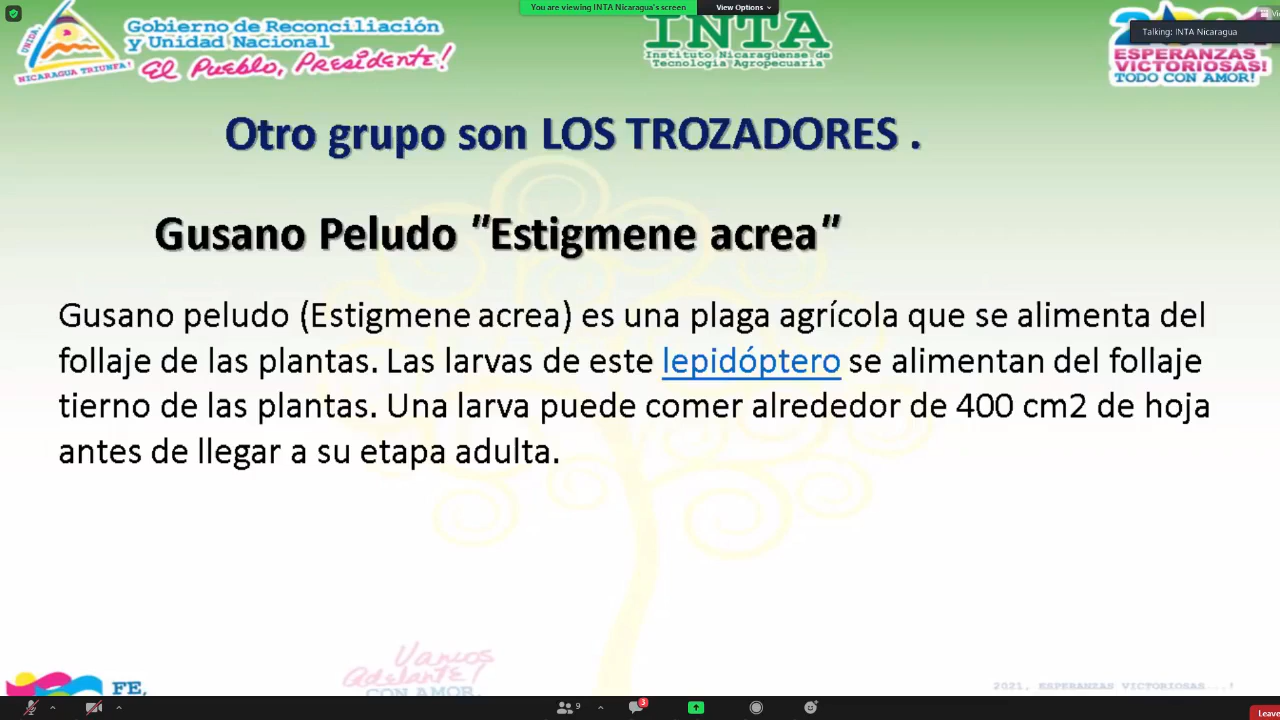 You are viewing INTA Nicaragua's screen
View Options
Talking: INTA Nicaragua
Gobierno de Reconciliación
y Unidad Nacional
El Pueblo, Presidente!
UNIDA,
NICARAGUA TRIUNFA!
INTA
Instituto Nicaragüense de
Tecnología Agropecuaria
ESPERANZAS
VICTORIOSAS!
TODO CON AMOR!
Otro grupo son LOS TROZADORES .
Gusano Peludo "Estigmene acrea"
Gusano peludo (Estigmene acrea) es una plaga agrícola que se alimenta del
follaje de las plantas. Las larvas de este lepidóptero se alimentan del follaje
tierno de las plantas. Una larva puede comer alrededor de 400 cm2 de hoja
antes de llegar a su etapa adulta.
Vamos
Adelante!
CON AMOR,
FE,
2021, ESPERANZAS VICTORIOSAS...!
9
3
Leave